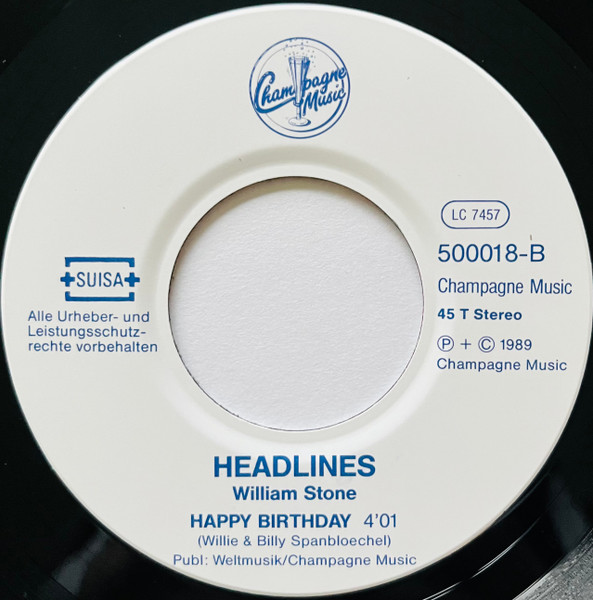 Champagne
Music
LC 7457
500018-B
Champagne Music
45 T Stereo
Ⓟ + © 1989
Champagne Music
SUISA
Alle Urheber- und
Leistungsschutz-
rechte vorbehalten
HEADLINES
William Stone
HAPPY BIRTHDAY 4'01
(Willie & Billy Spanbloechel)
Publ: Weltmusik/Champagne Music